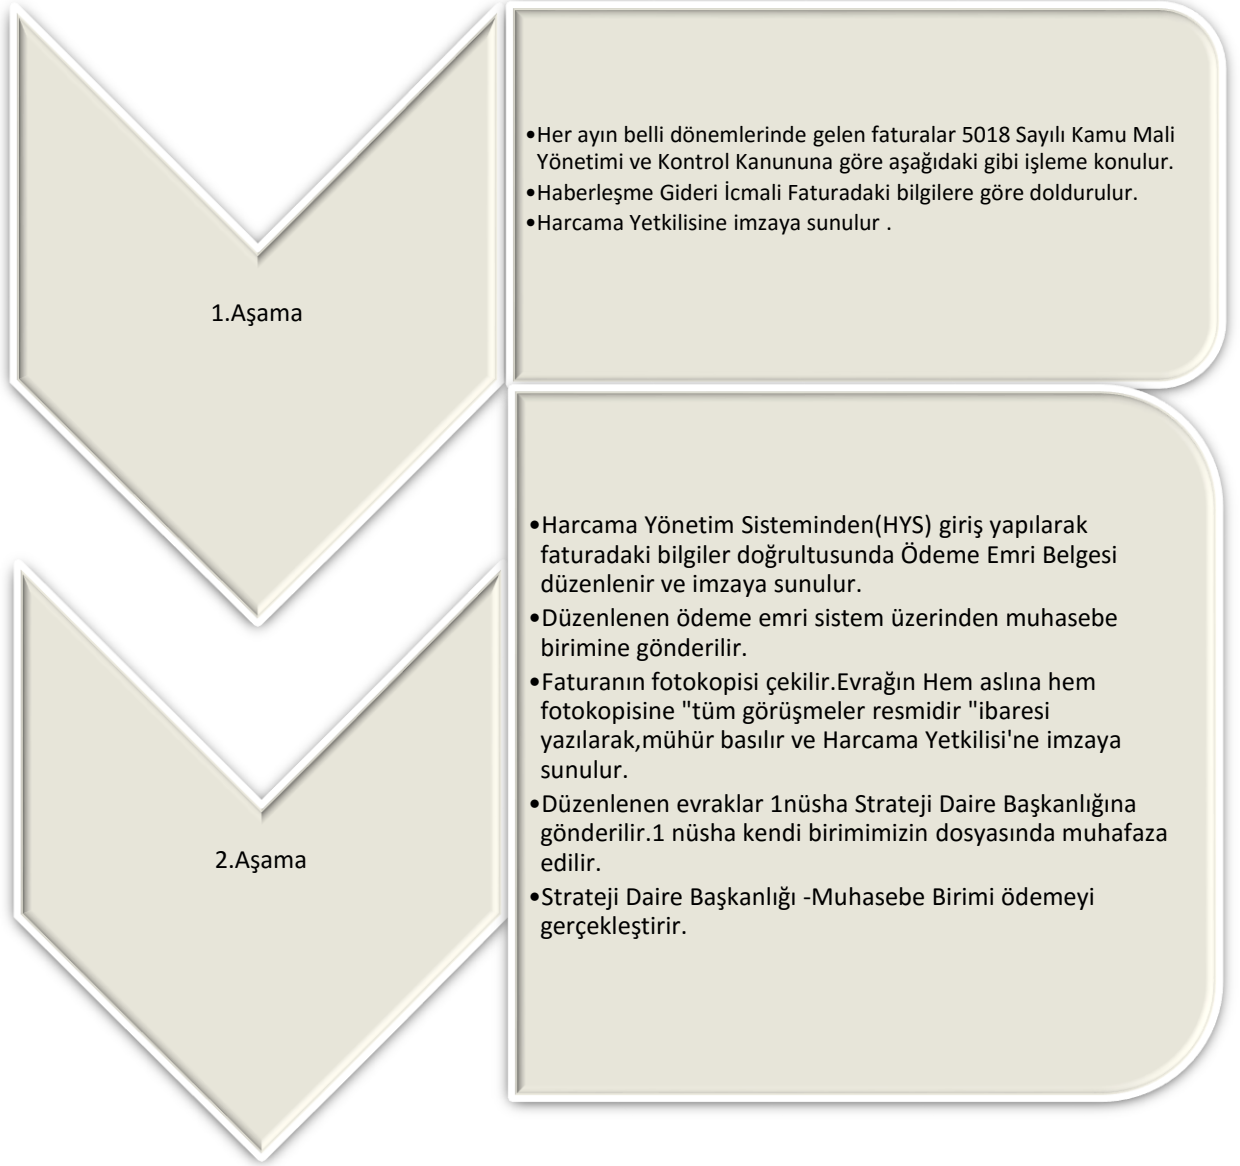 •Her ayın belli dönemlerinde gelen faturalar 5018 Sayılı Kamu Mali
Yönetimi ve Kontrol Kanununa göre aşağıdaki gibi işleme konulur.
•Haberleşme Gideri İcmali Faturadaki bilgilere göre doldurulur.
•Harcama Yetkilisine imzaya sunulur .
1.Aşama
•Harcama Yönetim Sisteminden(HYS) giriş yapılarak
faturadaki bilgiler doğrultusunda Ödeme Emri Belgesi
düzenlenir ve imzaya sunulur.
•Düzenlenen ödeme emri sistem üzerinden muhasebe
birimine gönderilir.
•Faturanın fotokopisi çekilir.Evrağın Hem aslına hem
fotokopisine "tüm görüşmeler resmidir "ibaresi
yazılarak,mühür basılır ve Harcama Yetkilisi'ne imzaya
sunulur.
•Düzenlenen evraklar 1nüsha Strateji Daire Başkanlığına
gönderilir.1 nüsha kendi birimimizin dosyasında muhafaza
edilir.
•Strateji Daire Başkanlığı -Muhasebe Birimi ödemeyi
gerçekleştirir.
2.Aşama